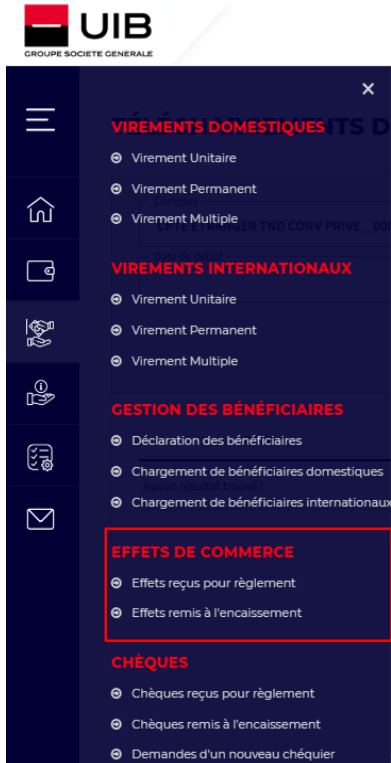 UIB
GROUPE SOCIETE GENERALE
VIREMENTS DOMESTIQUES
Virement Unitaire
Virement Permanent
Virement Multiple
VIREMENTS INTERNATIONAUX
Virement Unitaire
Virement Permanent
Virement Multiple
GESTION DES BÉNÉFICIAIRES
Déclaration des bénéficiaires
Chargement de bénéficiaires domestiques
Chargement de bénéficiaires internationaux
EFFETS DE COMMERCE
Effets reçus pour règlement
Effets remis à l'encaissement
CHÈQUES
Chèques reçus pour règlement
Chèques remis à l'encaissement
Demandes d'un nouveau chéquier